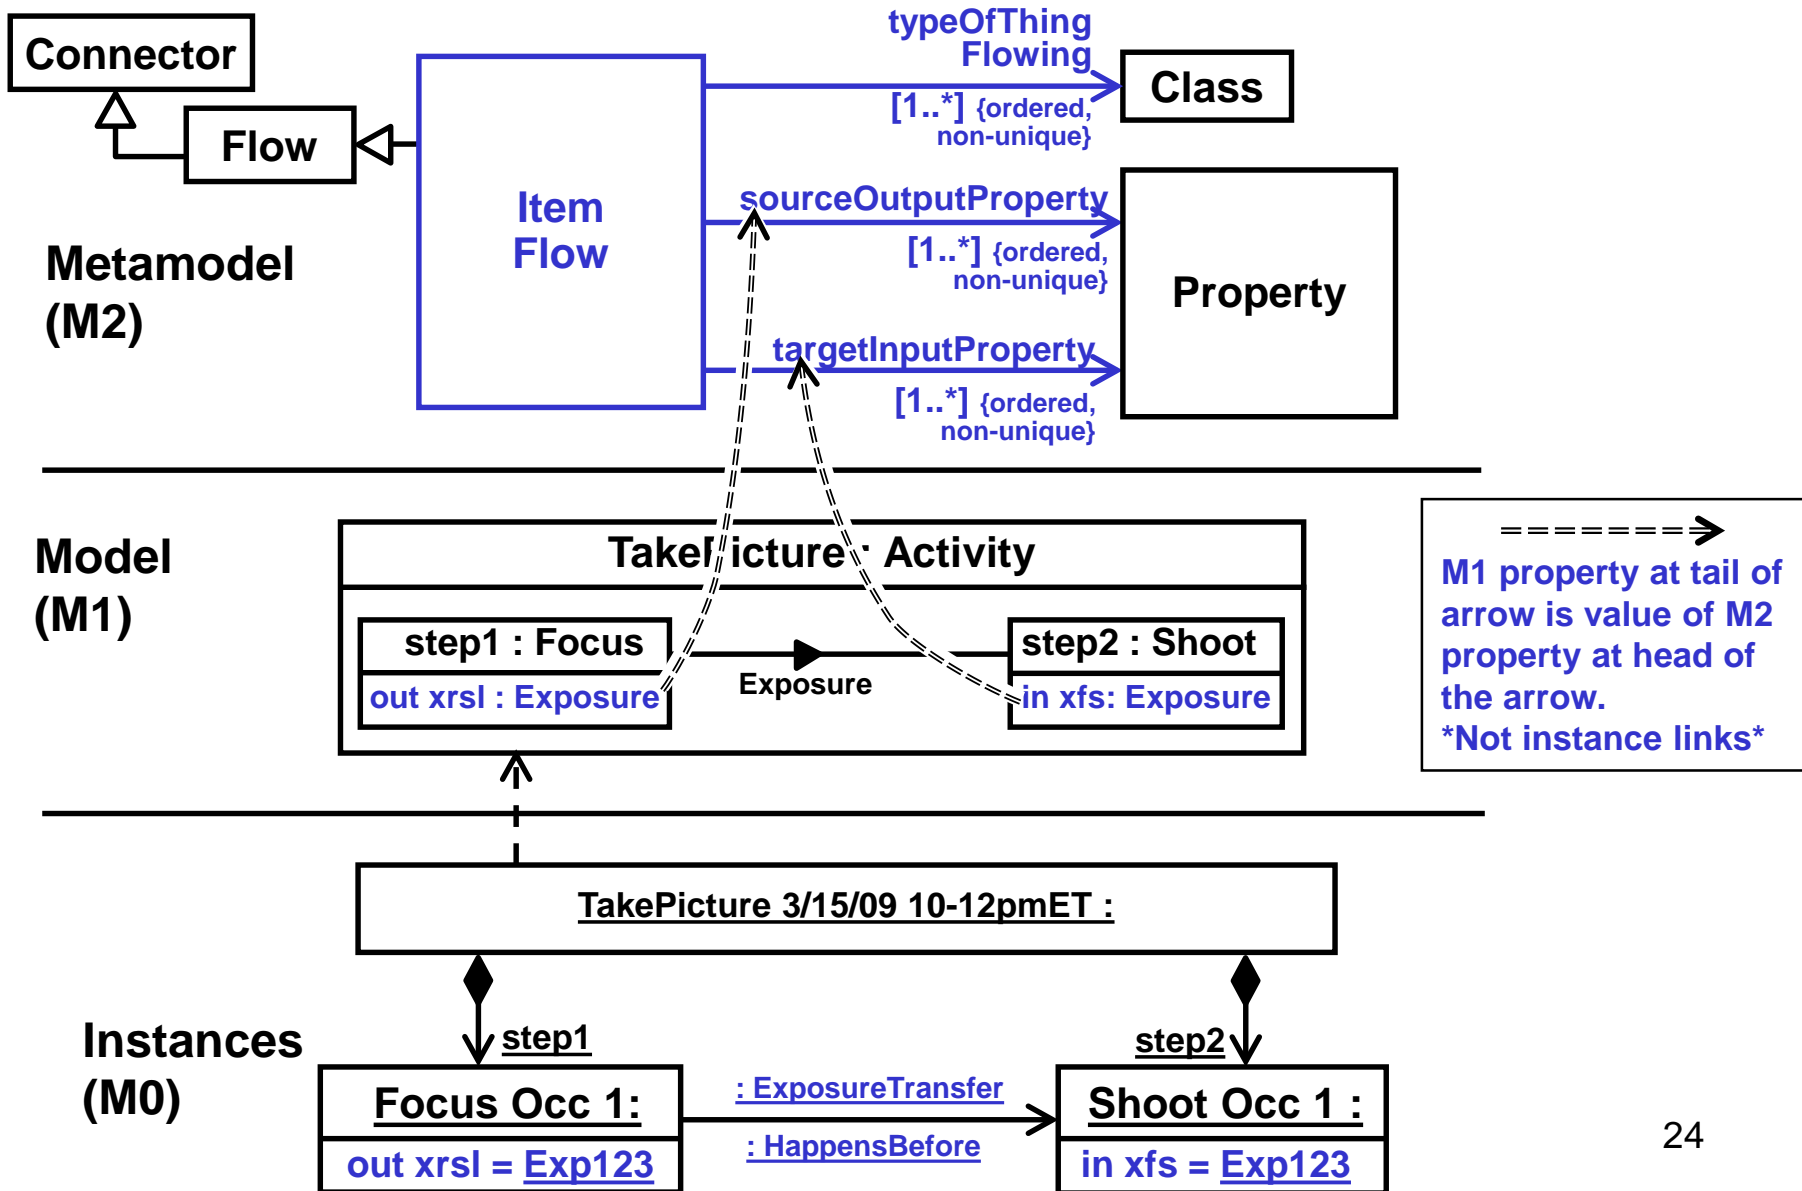 Connector
Flow
Item
Flow
typeOfThing
Flowing
[1..*] {ordered,
non-unique}
Class
sourceOutputProperty
[1..*] {ordered,
non-unique}
targetInputProperty
[1..*] {ordered,
non-unique}
Property
Metamodel
(M2)
Model
(M1)
TakePicture : Activity
step1 : Focus
out xrsl : Exposure
Exposure
step2 : Shoot
in xfs: Exposure
M1 property at tail of
arrow is value of M2
property at head of
the arrow.
*Not instance links*
TakePicture 3/15/09 10-12pmET :
Instances
(M0)
step1
step2
Focus Occ 1:
out xrsl = Exp123
: ExposureTransfer
: HappensBefore
Shoot Occ 1 :
in xfs = Exp123
24